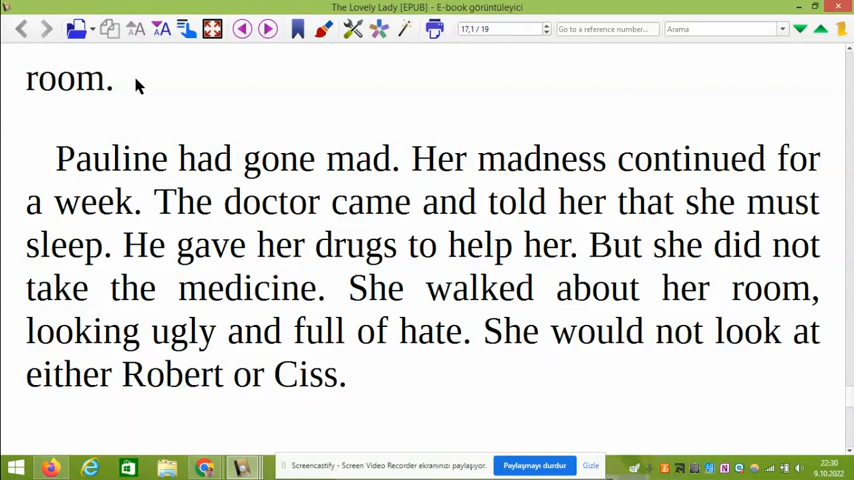 The Lovely Lady [EPUB] - E-book görüntüleyici
17,1 / 19
Go to a reference number...
Arama
room.
Pauline had gone mad. Her madness continued for
a week. The doctor came and told her that she must
sleep. He gave her drugs to help her. But she did not
take the medicine. She walked about her room,
looking ugly and full of hate. She would not look at
either Robert or Ciss.
Screencastify - Screen Video Recorder ekranınızı paylaşıyor.
Paylaşmayı durdur
Gizle
22:30
9.10.2022